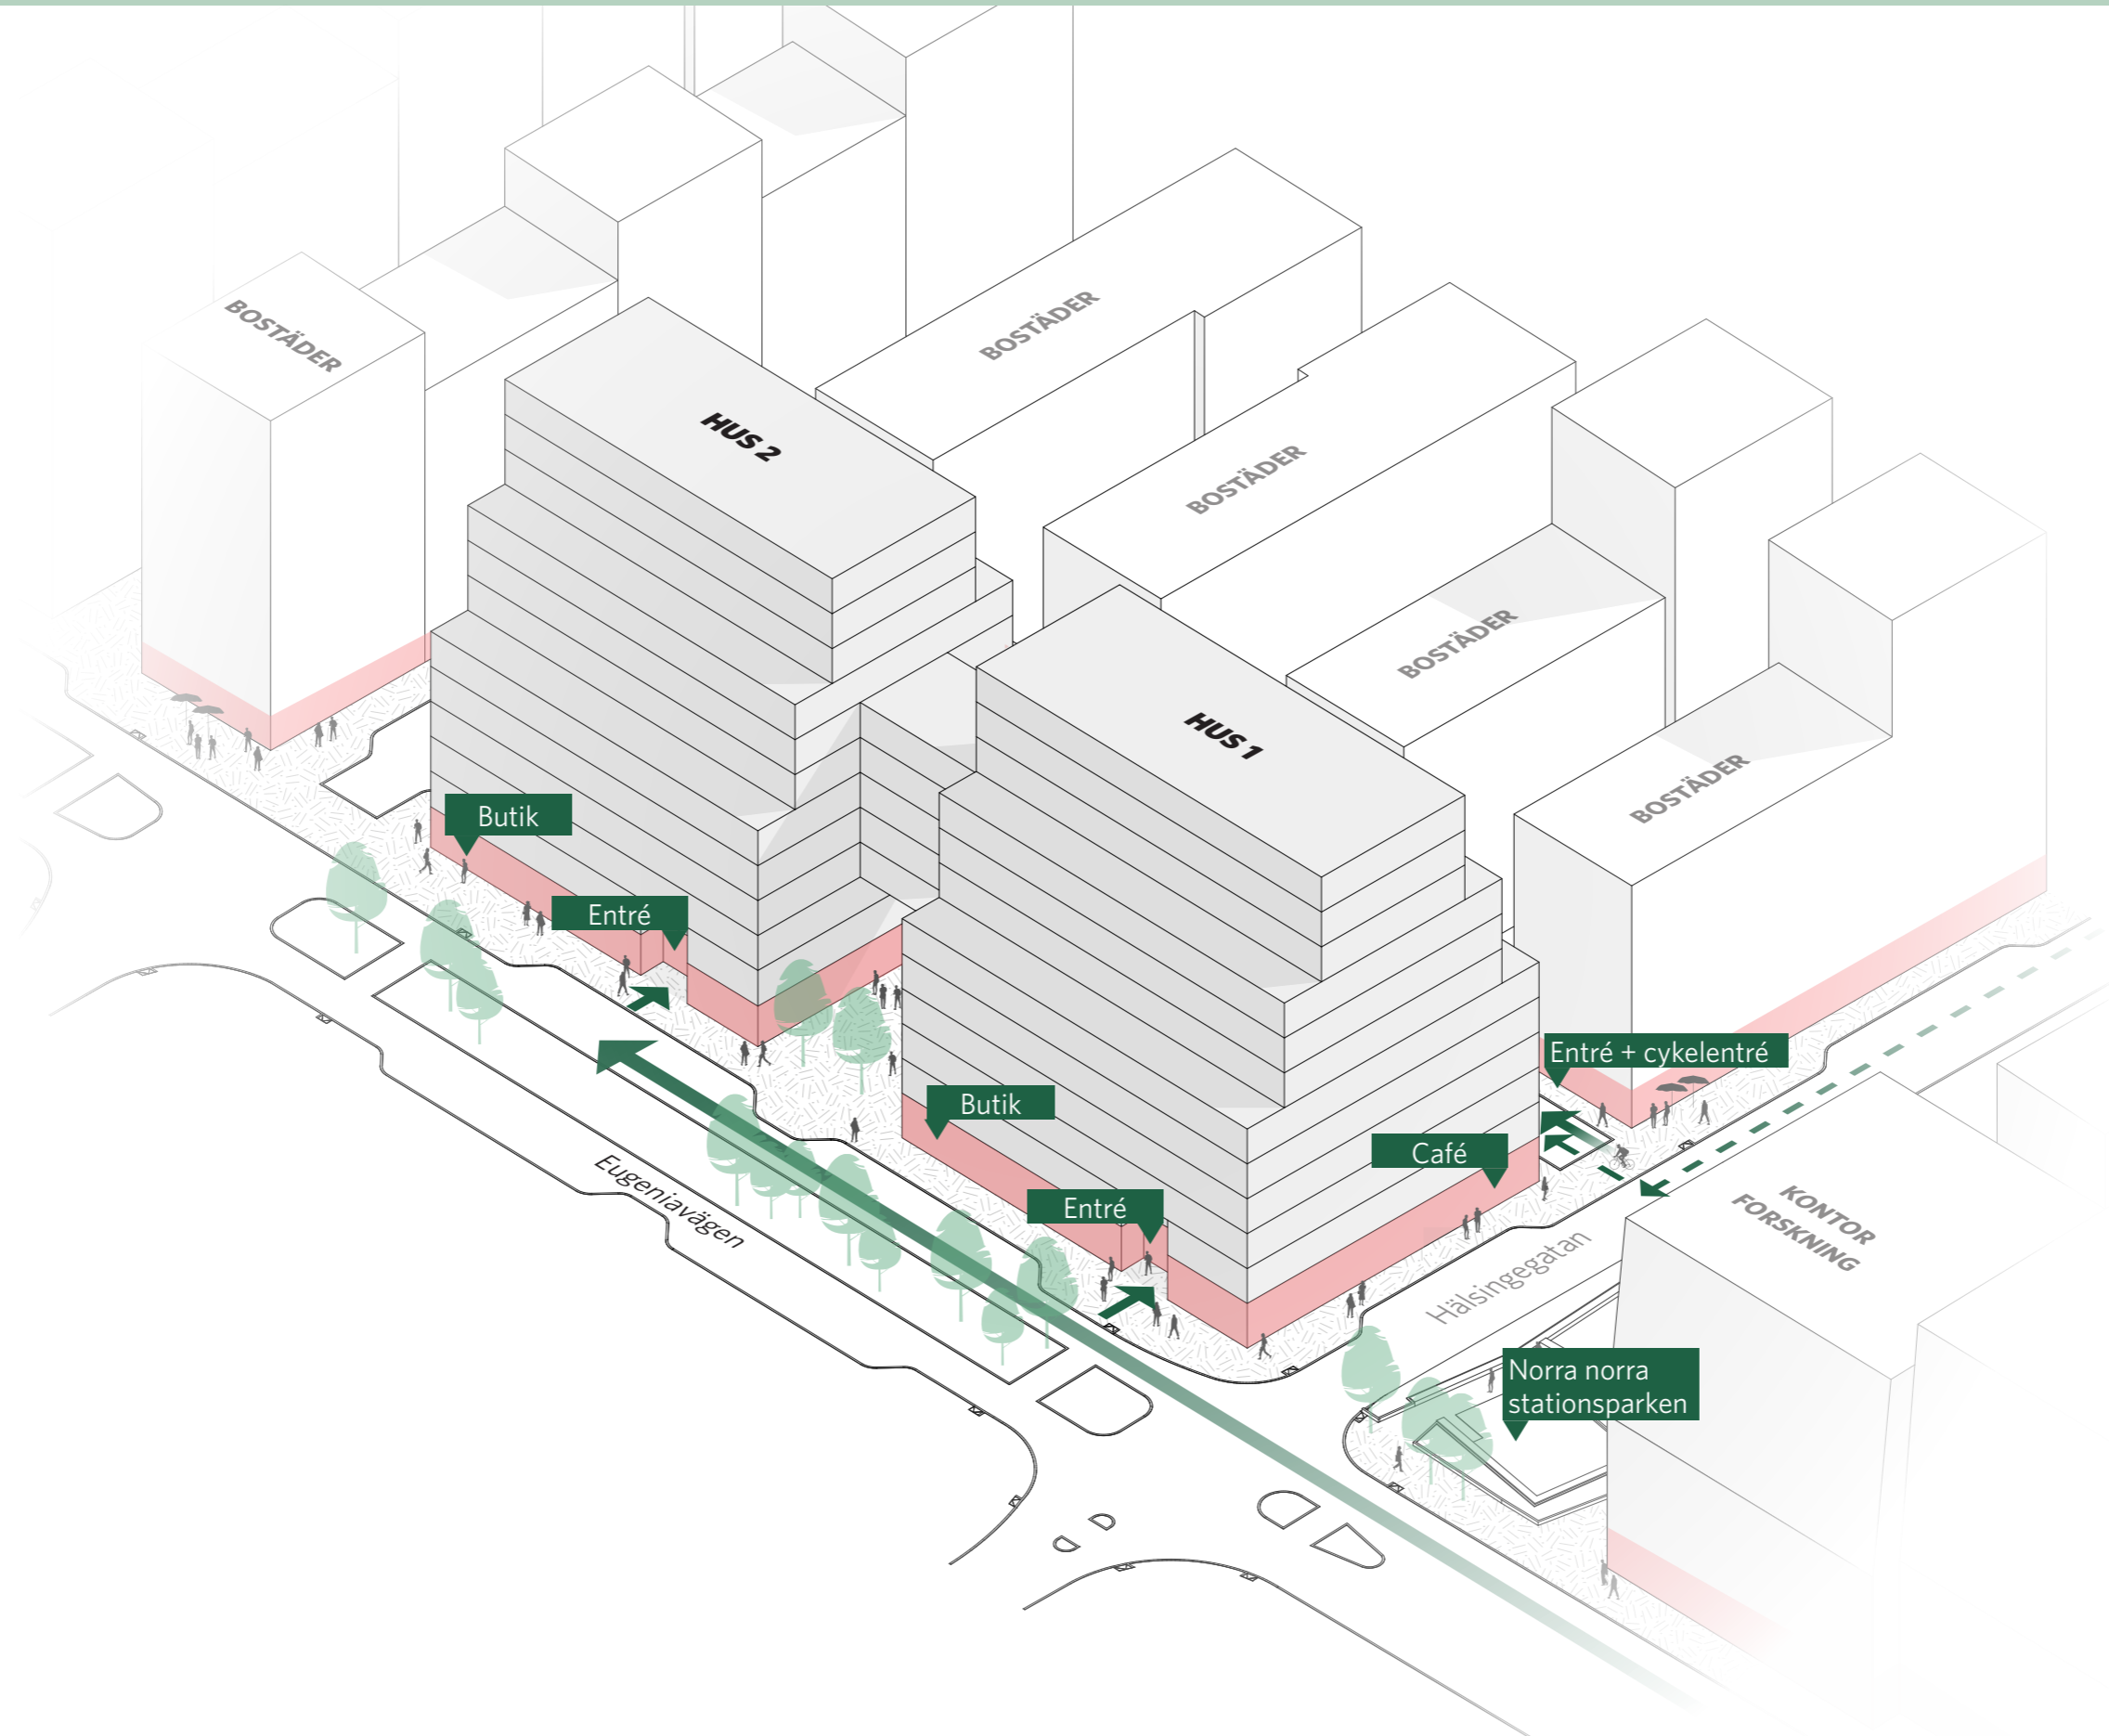 BOSTÄDER
BOSTÄDER
HUS 2
BOSTÄDER
BOSTÄDER
HUS 1
BOSTÄDER
Butik
Entré
Entré + cykelentré
Butik
Café
Entré
Eugeniavägen
KONTOR
FORSKNING
Hälsingegatan
Norra norra
stationsparken